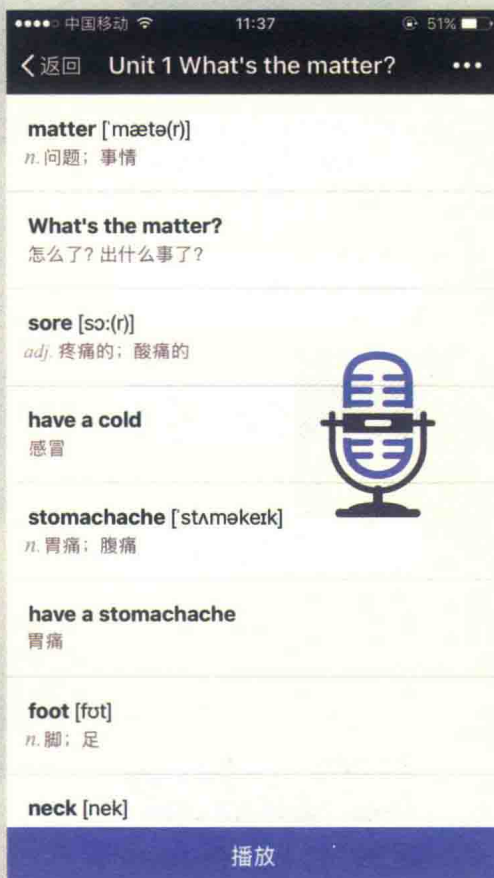 中国移动 11:37 51%
返回 Unit 1 What's the matter? •••
matter [ˈmætə(r)]
n. 问题；事情
What's the matter?
怎么了? 出什么事了?
sore [sɔː(r)]
adj. 疼痛的；酸痛的
have a cold
感冒
stomachache [ˈstʌməkeɪk]
n. 胃痛；腹痛
have a stomachache
胃痛
foot [fʊt]
n. 脚；足
neck [nek]
播放